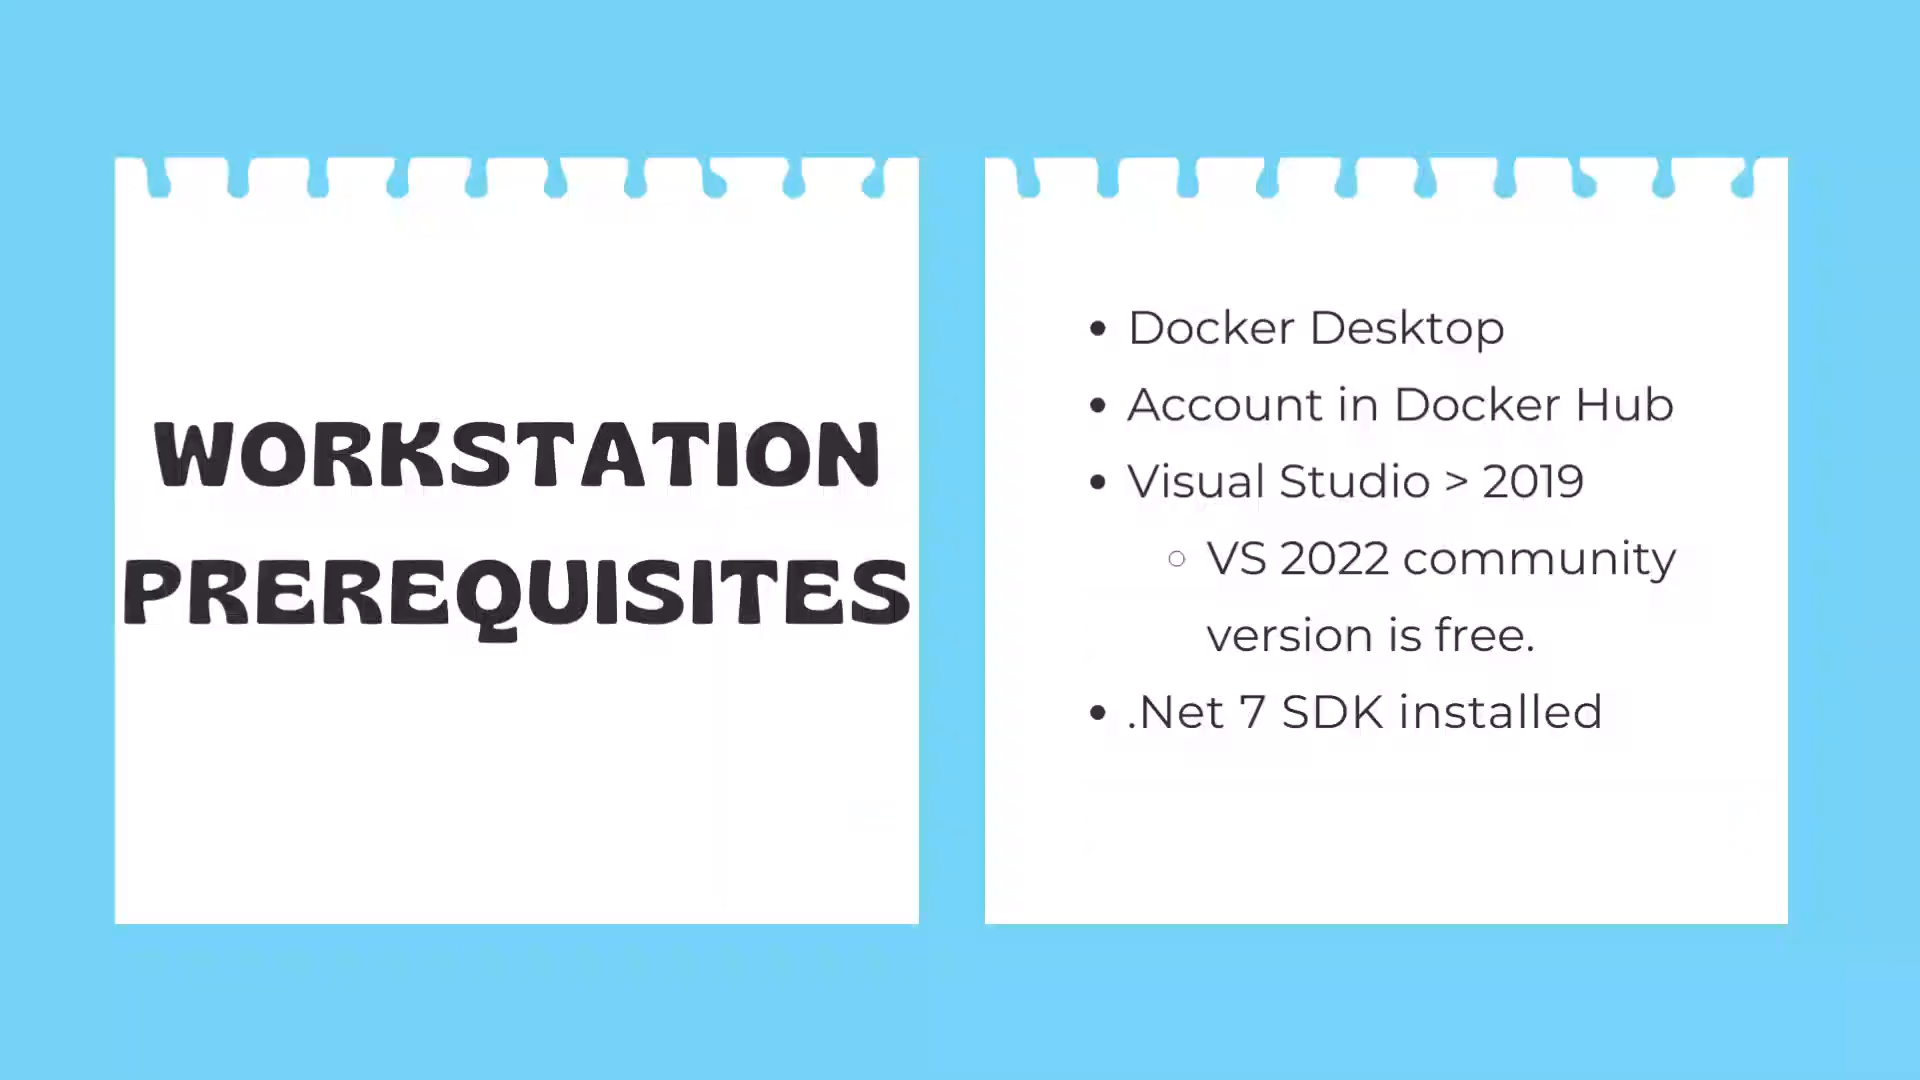 WORKSTATION
PREREQUISITES
• Docker Desktop
• Account in Docker Hub
• Visual Studio > 2019
○ VS 2022 community
version is free.
• .Net 7 SDK installed